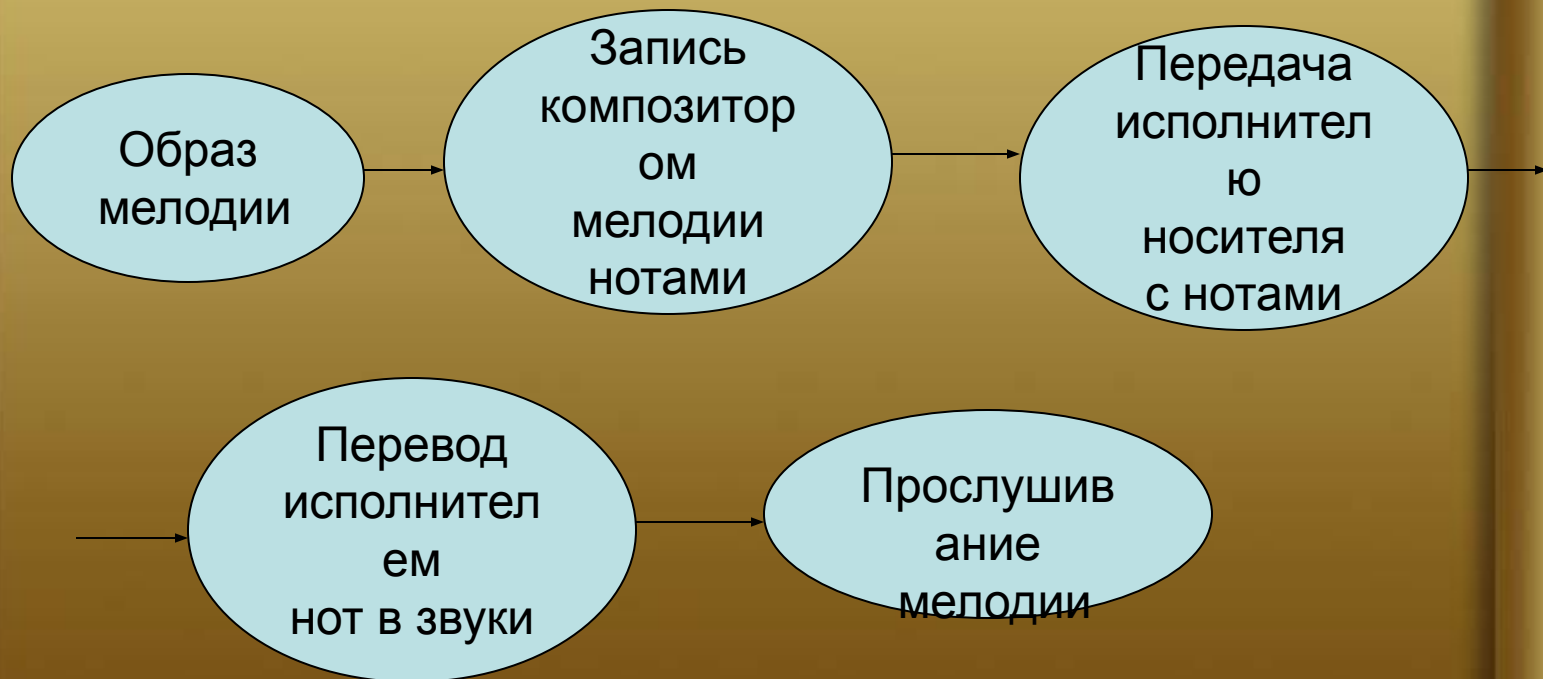 Образ
мелодии
Запись
композитор
ом
мелодии
нотами
Передача
исполнител
ю
носителя
с нотами
Перевод
исполнител
ем
нот в звуки
Прослушив
ание
мелодии